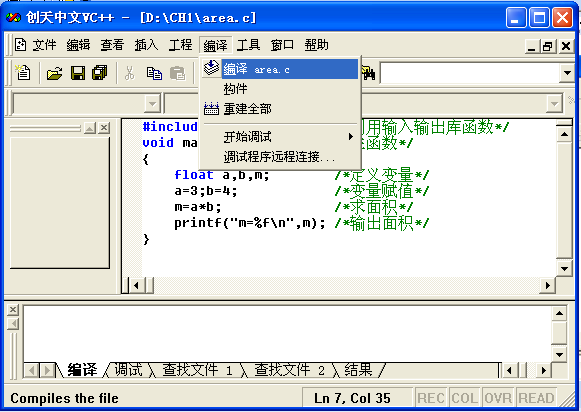 创天中文VC++ - [D:\CH1\area.c]
文件 编辑 查看 插入 工程 编译 工具 窗口 帮助
编译 area.c
构件
重建全部
开始调试
调试程序远程连接...
#includ 用输入输出库函数*/
void ma 函数*/
{
float a,b,m; /*定义变量*/
a=3;b=4; /*变量赋值*/
m=a*b; /*求面积*/
printf("m=%f\n",m); /*输出面积*/
}
编译 调试 查找文件 1 查找文件 2 结果
Compiles the file Ln 7, Col 35 REC COL OVR READ